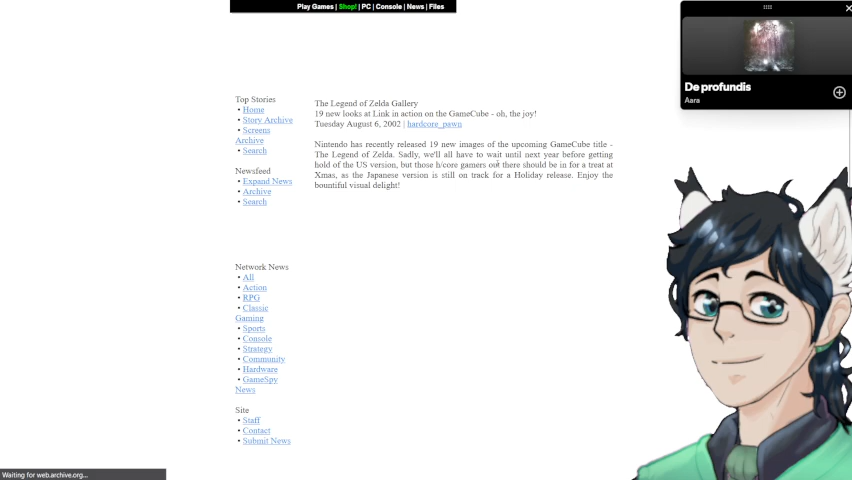 Play Games | Shop! | PC | Console | News | Files
De profundis
Aara
Top Stories
• Home
• Story Archive
• Screens
Archive
• Search
Newsfeed
• Expand News
• Archive
• Search
Network News
• All
• Action
• RPG
• Classic
Gaming
• Sports
• Console
• Strategy
• Community
• Hardware
• GameSpy
News
Site
• Staff
• Contact
• Submit News
The Legend of Zelda Gallery
19 new looks at Link in action on the GameCube - oh, the joy!
Tuesday August 6, 2002 | hardcore_pawn
Nintendo has recently released 19 new images of the upcoming GameCube title -
The Legend of Zelda. Sadly, we'll all have to wait until next year before getting
hold of the US version, but those h/core gamers out there should be in for a treat at
Xmas, as the Japanese version is still on track for a Holiday release. Enjoy the
bountiful visual delight!
Waiting for web.archive.org...